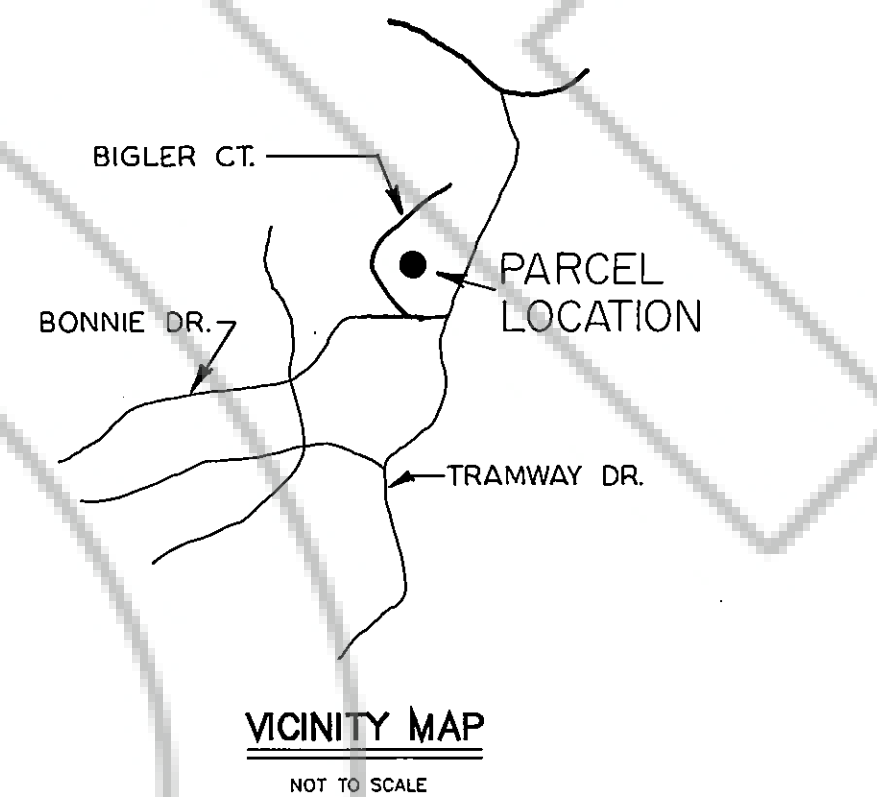 BIGLER CT.
PARCEL
LOCATION
BONNIE DR.
TRAMWAY DR.
VICINITY MAP
NOT TO SCALE